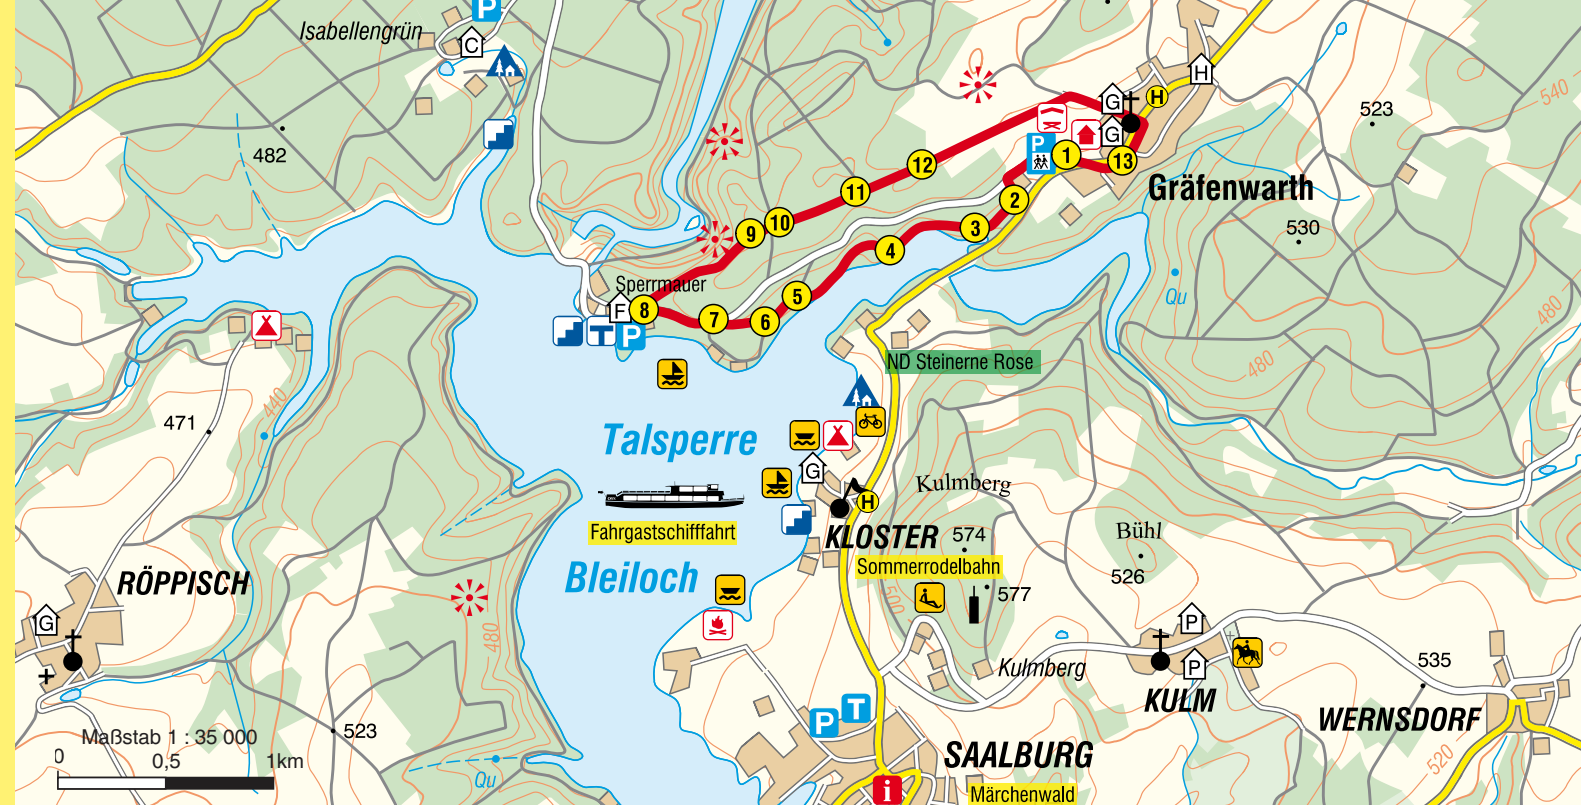 P
Isabellengrün
C
H
540
G
H
523
482
P
G
1
13
12
11
2
Gräfenwarth
10
9
3
530
4
Sperrmauer
Qu
5
F
8
7
6
480
T
P
ND Steinerne Rose
480
440
471
Talsperre
G
Kulmberg
H
Fahrgastschifffahrt
KLOSTER
574
Bühl
Sommerrodelbahn
Bleiloch
526
RÖPPISCH
577
500
G
P
480
Kulmberg
P
535
KULM
T
P
WERNSDORF
523
Maßstab 1 : 35 000
0
0,5
1km
SAALBURG
520
Qu
i
Märchenwald